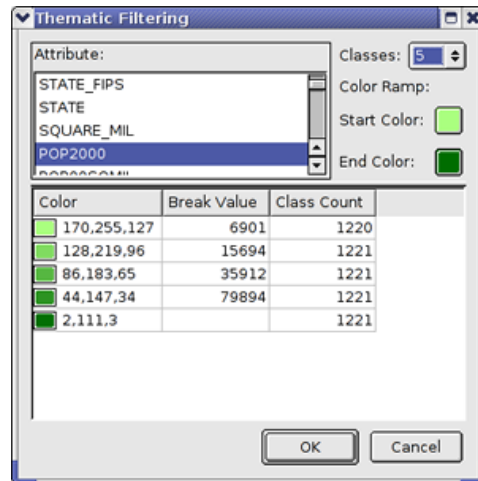 Thematic Filtering
Attribute:
STATE_FIPS
STATE
SQUARE_MIL
POP2000
Classes: 5
Color Ramp:
Start Color:
End Color:
Color Break Value Class Count
170,255,127 6901 1220
128,219,96 15694 1221
86,183,65 35912 1221
44,147,34 79894 1221
2,111,3 1221
OK Cancel